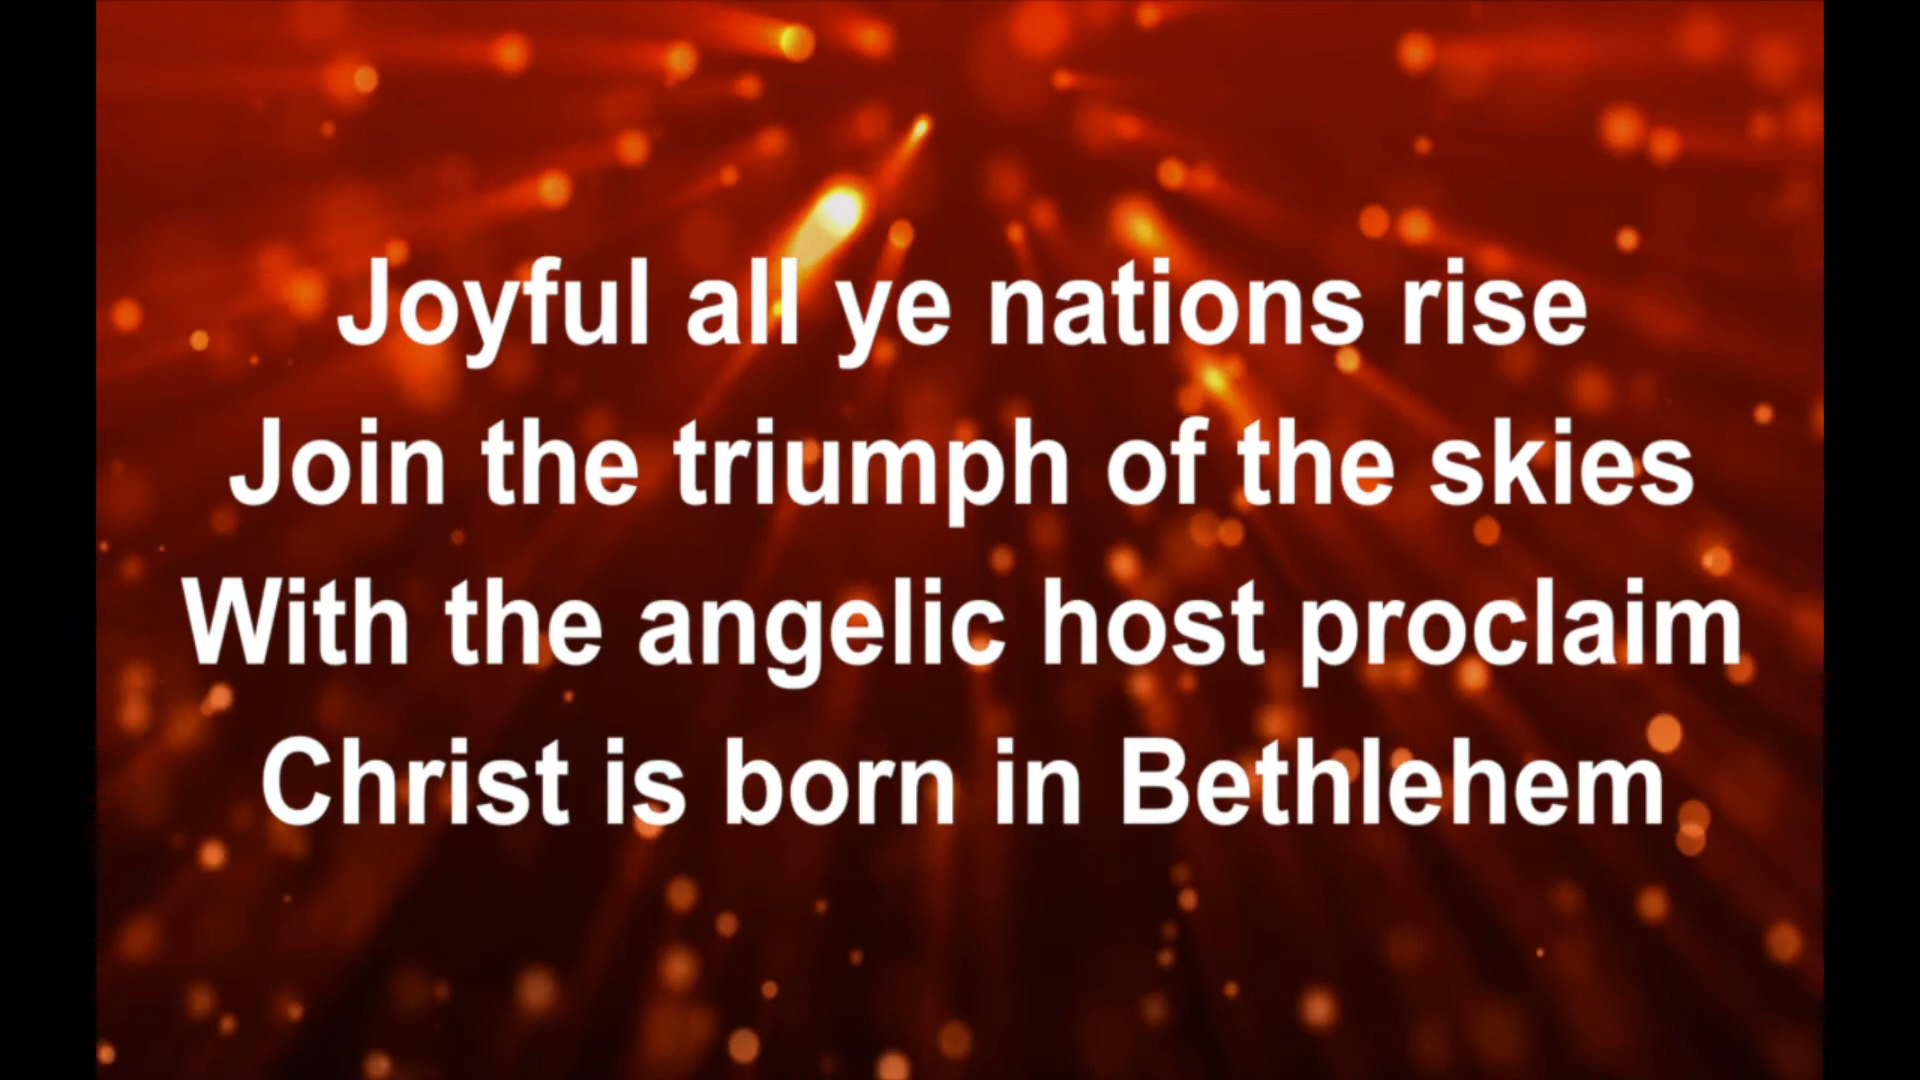 Joyful all ye nations rise
Join the triumph of the skies
With the angelic host proclaim
Christ is born in Bethlehem